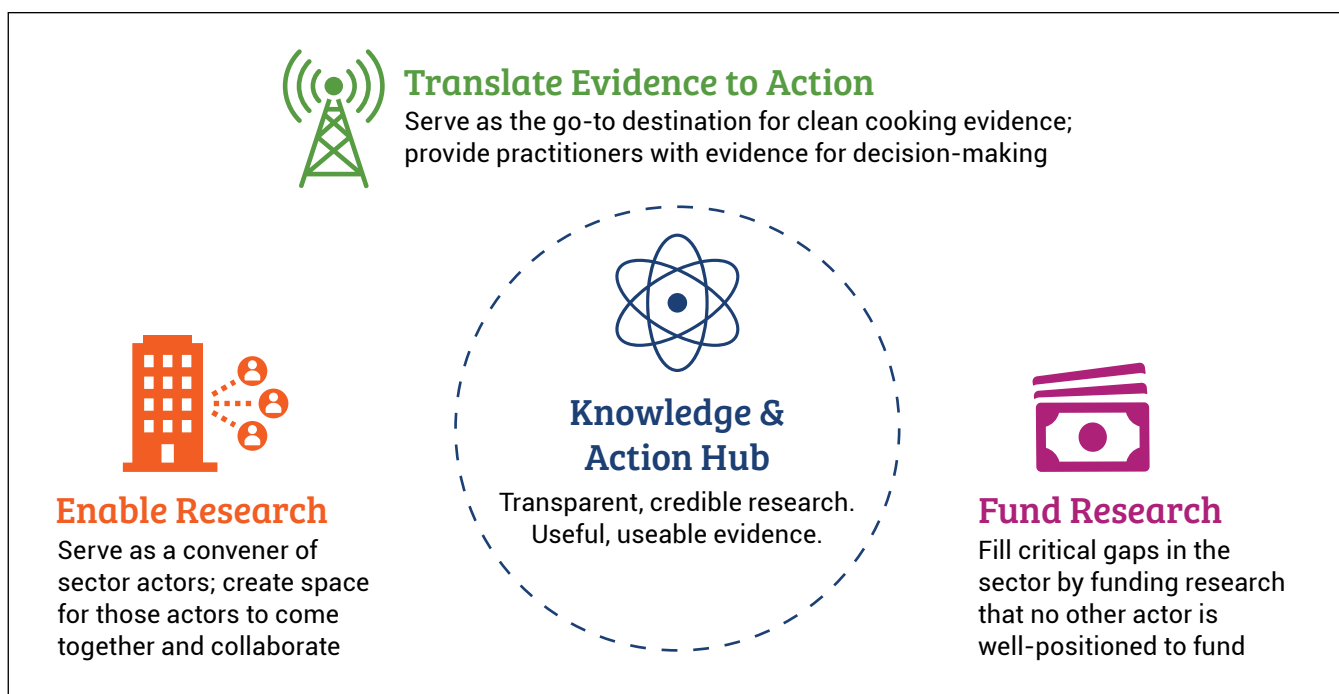 Translate Evidence to Action
Serve as the go-to destination for clean cooking evidence;
provide practitioners with evidence for decision-making
Knowledge &
Action Hub
Transparent, credible research.
Useful, useable evidence.
Enable Research
Serve as a convener of
sector actors; create space
for those actors to come
together and collaborate
Fund Research
Fill critical gaps in the
sector by funding research
that no other actor is
well-positioned to fund